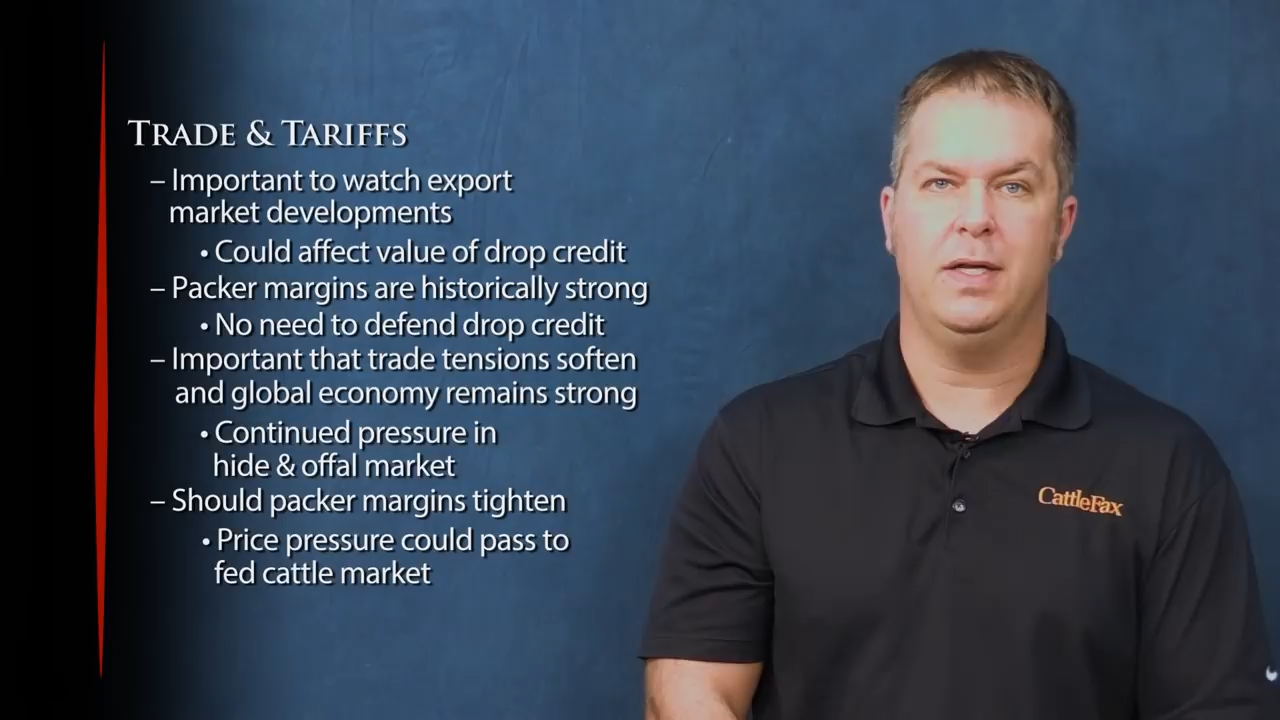 TRADE & TARIFFS
– Important to watch export
market developments
• Could affect value of drop credit
– Packer margins are historically strong
• No need to defend drop credit
– Important that trade tensions soften
and global economy remains strong
• Continued pressure in
hide & offal market
– Should packer margins tighten
• Price pressure could pass to
fed cattle market
CattleFax